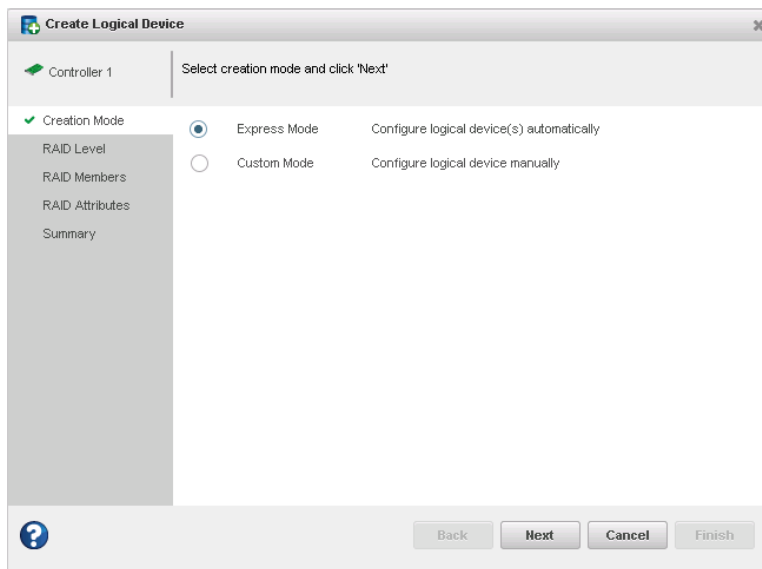 Create Logical Device
Controller 1
Select creation mode and click 'Next'
Creation Mode
RAID Level
RAID Members
RAID Attributes
Summary
Express Mode Configure logical device(s) automatically
Custom Mode Configure logical device manually
? Back Next Cancel Finish